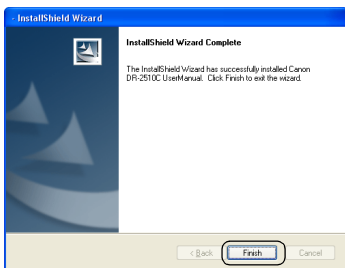 - InstallShield Wizard
InstallShield Wizard Complete
The InstallShield Wizard has successfully installed Canon
DR-2510C UserManual. Click Finish to exit the wizard.
< Back
Finish
Cancel